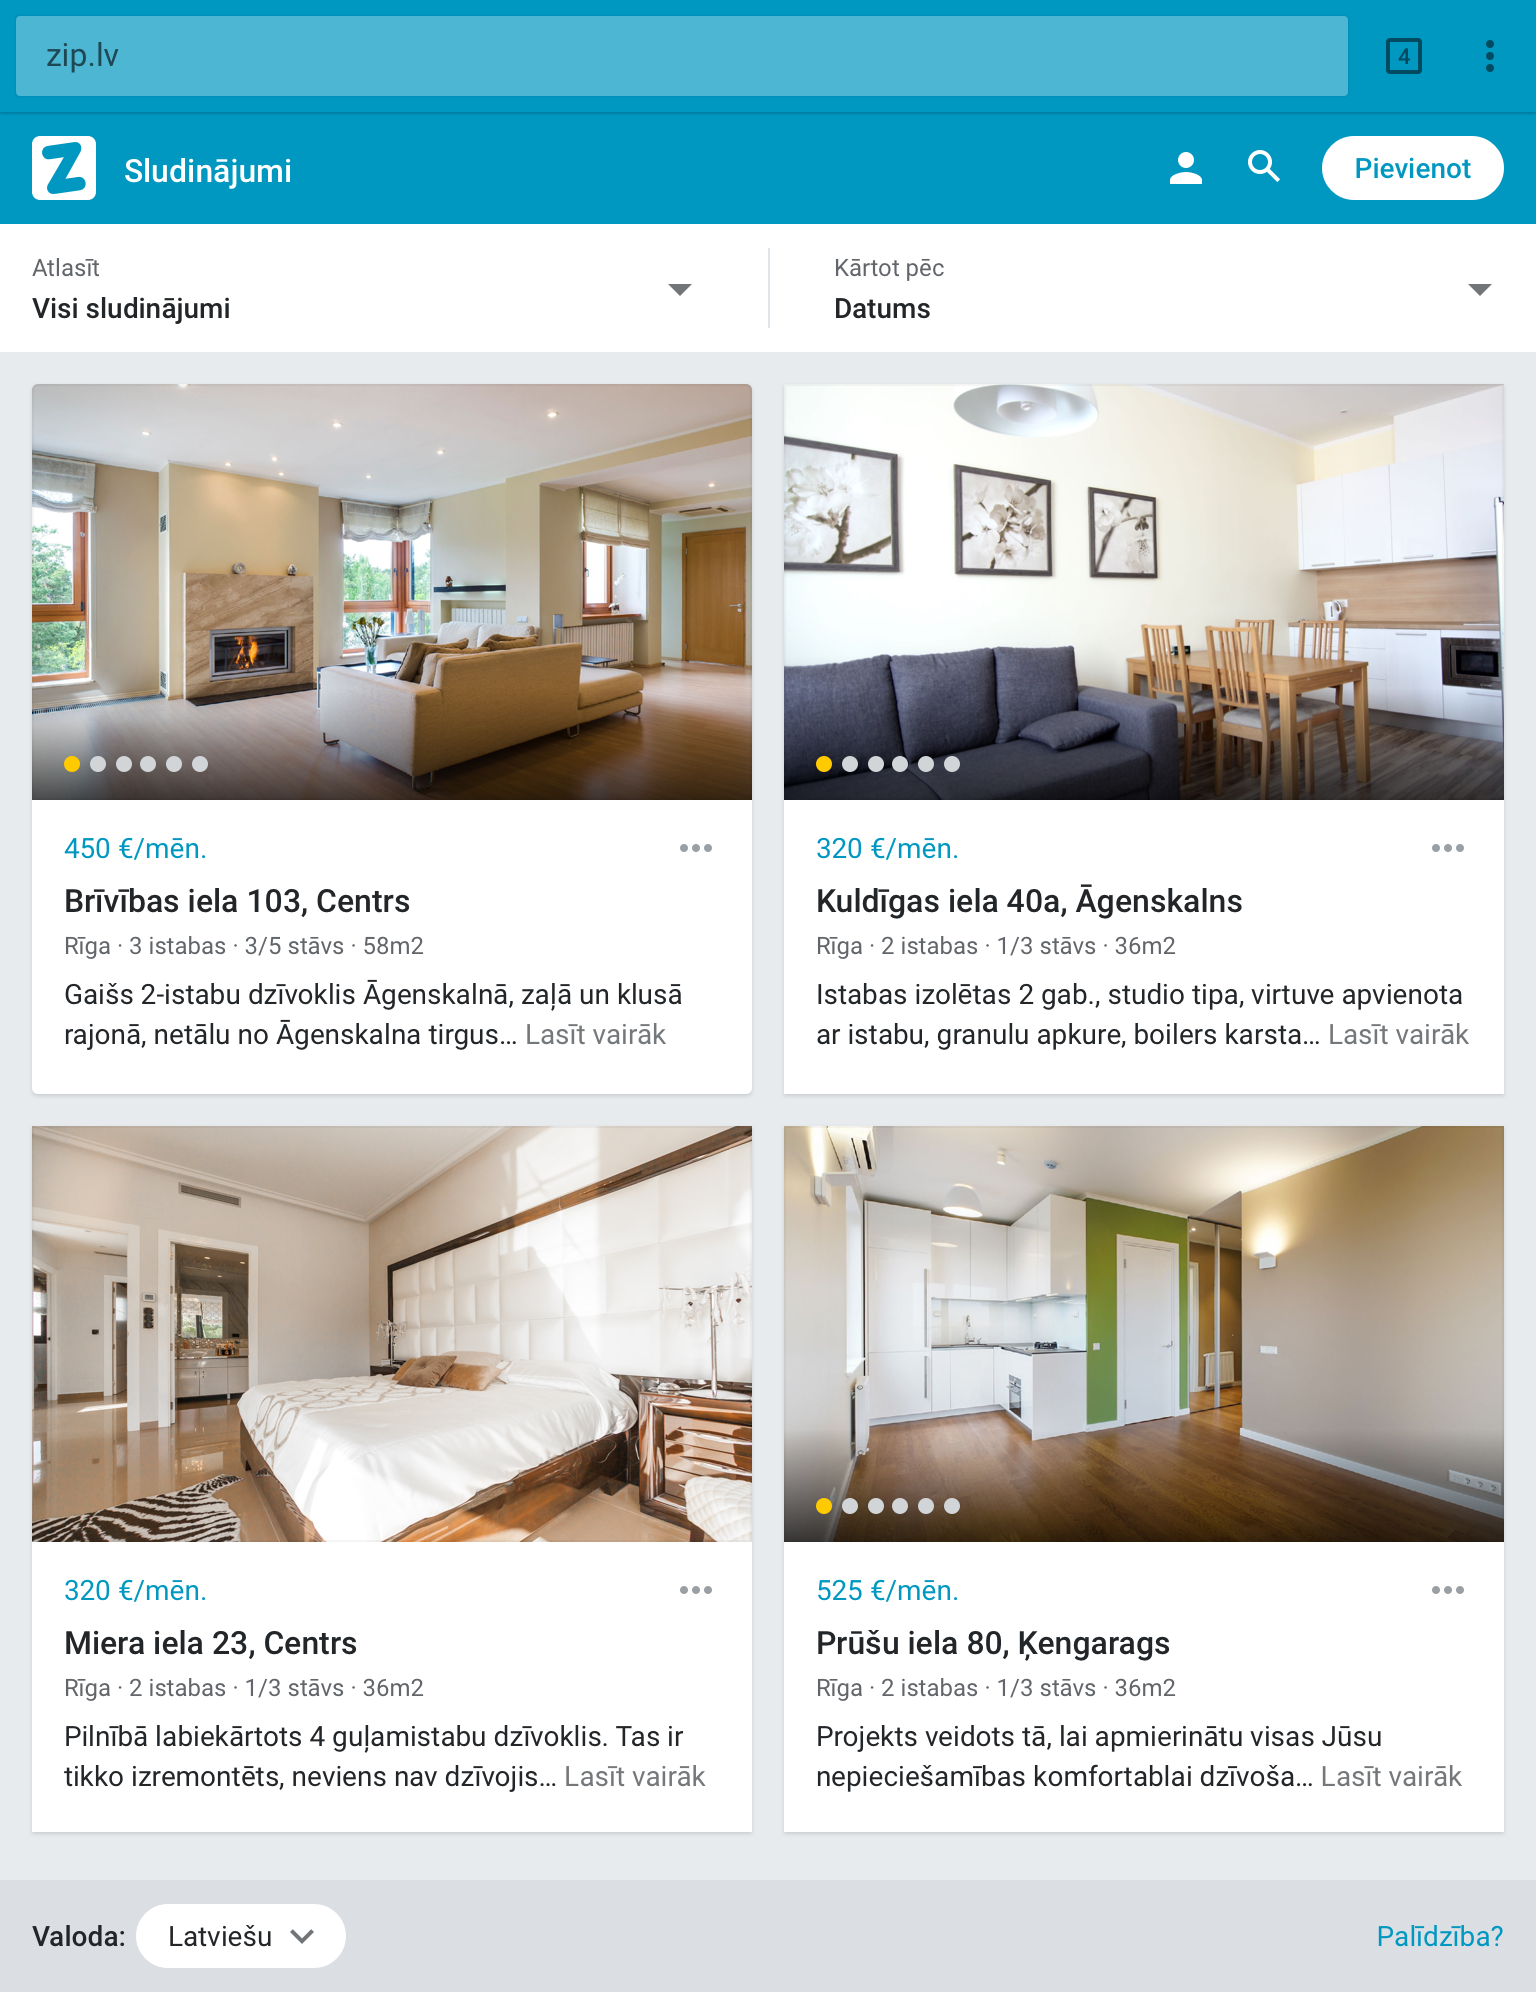 zip.lv
4
Z
Sludinājumi
Pievienot
Atlasīt
Visi sludinājumi
Kārtot pēc
Datums
450 €/mēn.
Brīvības iela 103, Centrs
Rīga · 3 istabas · 3/5 stāvs · 58m2
Gaišs 2-istabu dzīvoklis Āgenskalnā, zaļā un klusā
rajonā, netālu no Āgenskalna tirgus... Lasīt vairāk
320 €/mēn.
Kuldīgas iela 40a, Āgenskalns
Rīga · 2 istabas · 1/3 stāvs · 36m2
Istabas izolētas 2 gab., studio tipa, virtuve apvienota
ar istabu, granulu apkure, boilers karsta... Lasīt vairāk
320 €/mēn.
Miera iela 23, Centrs
Rīga · 2 istabas · 1/3 stāvs · 36m2
Pilnībā labiekārtots 4 guļamistabu dzīvoklis. Tas ir
tikko izremontēts, neviens nav dzīvojis... Lasīt vairāk
525 €/mēn.
Prūšu iela 80, Ķengarags
Rīga · 2 istabas · 1/3 stāvs · 36m2
Projekts veidots tā, lai apmierinātu visas Jūsu
nepieciešamības komfortablai dzīvoša... Lasīt vairāk
Valoda: Latviešu
Palīdzība?